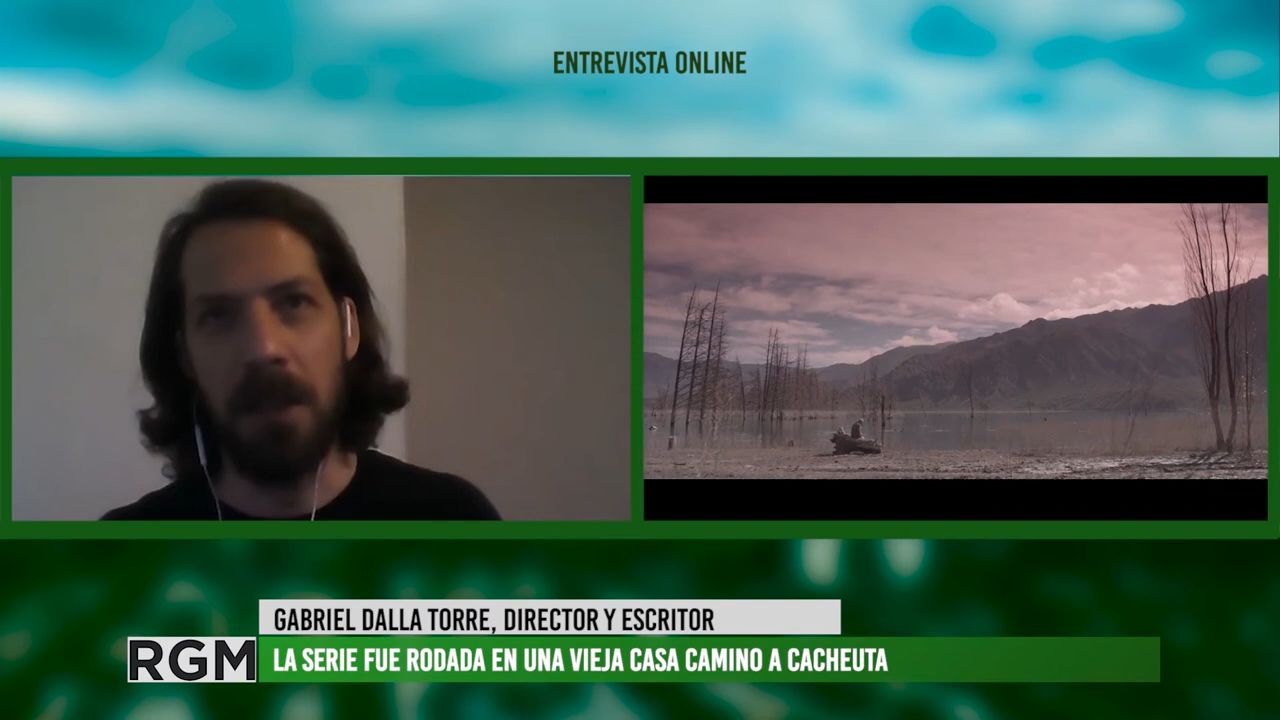 ENTREVISTA ONLINE
GABRIEL DALLA TORRE, DIRECTOR Y ESCRITOR
RGM
LA SERIE FUE RODADA EN UNA VIEJA CASA CAMINO A CACHEUTA